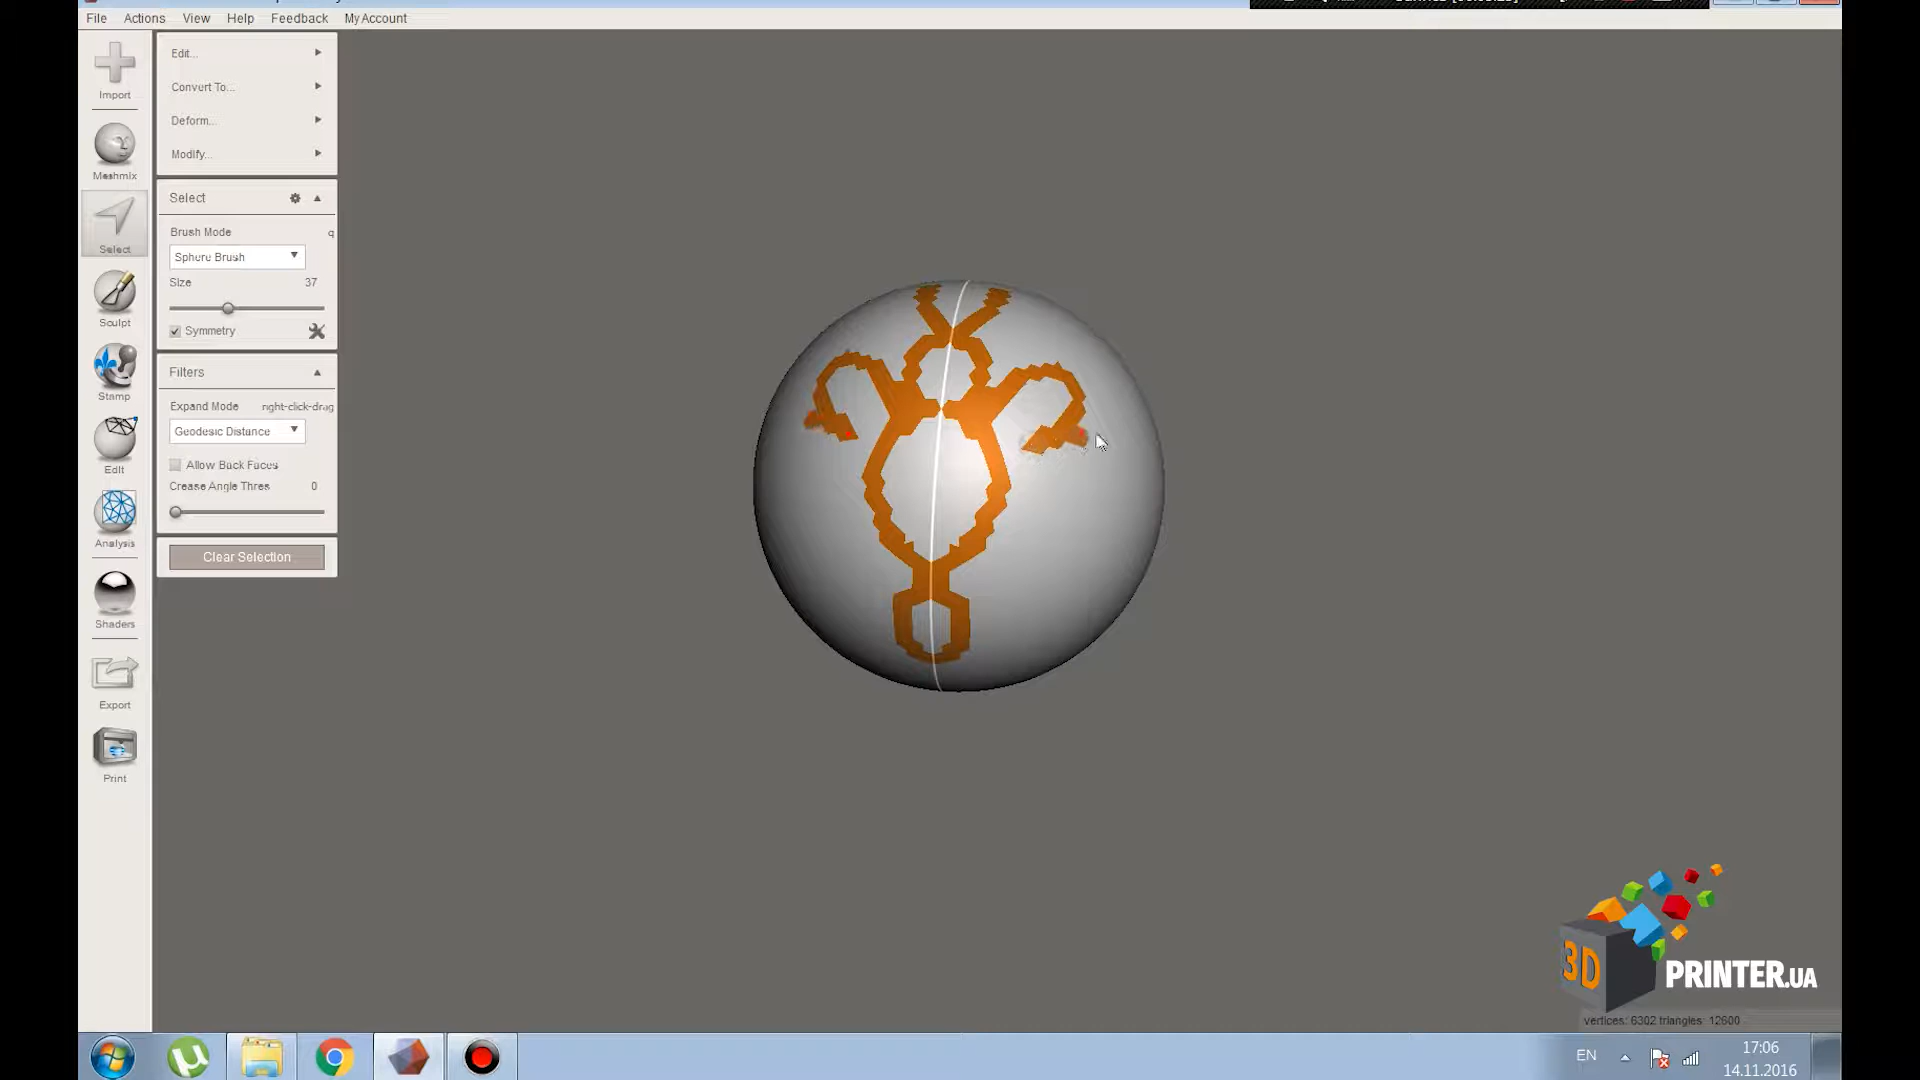 File Actions View Help Feedback My Account
Import
Meshmix
Select
Sculpt
Stamp
Edit
Analysis
Shaders
Export
Print
Edit...
Convert To...
Deform...
Modify...
Select
Brush Mode q
Sphere Brush
Size 37
Symmetry
Filters
Expand Mode right-click-drag
Geodesic Distance
Allow Back Faces
Crease Angle Thres 0
Clear Selection
3D PRINTER.UA
vertices: 6302 triangles: 12600
EN
17:06
14.11.2016